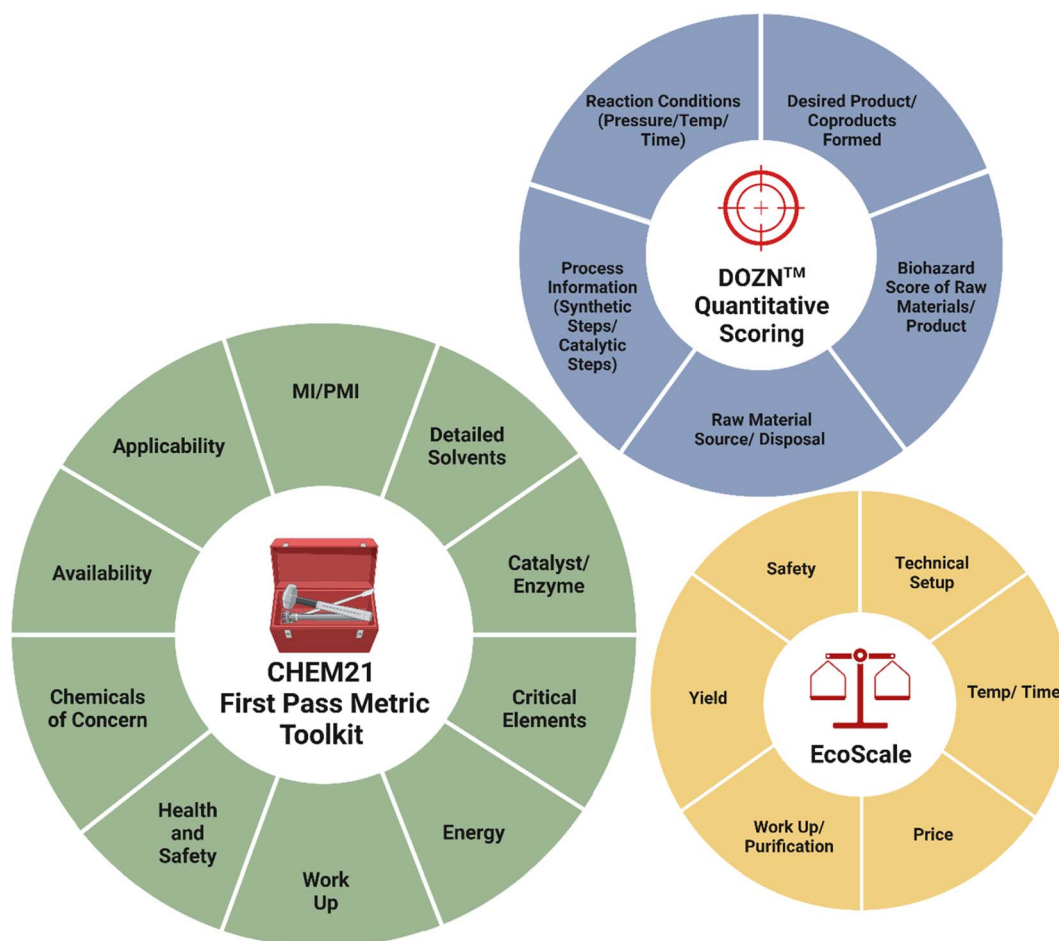 Reaction Conditions
(Pressure/Temp/
Time)
Desired Product/
Coproducts
Formed
Process
Information
(Synthetic
Steps/
Catalytic
Steps)
DOZN™
Quantitative
Scoring
Biohazard
Score of Raw
Materials/
Product
Raw Material
Source/ Disposal
MI/PMI
Detailed
Solvents
Applicability
Catalyst/
Enzyme
Availability
CHEM21
First Pass Metric
Toolkit
Chemicals
of Concern
Critical
Elements
Health
and
Safety
Energy
Work
Up
Safety
Technical
Setup
Yield
Temp/ Time
EcoScale
Work Up/
Purification
Price